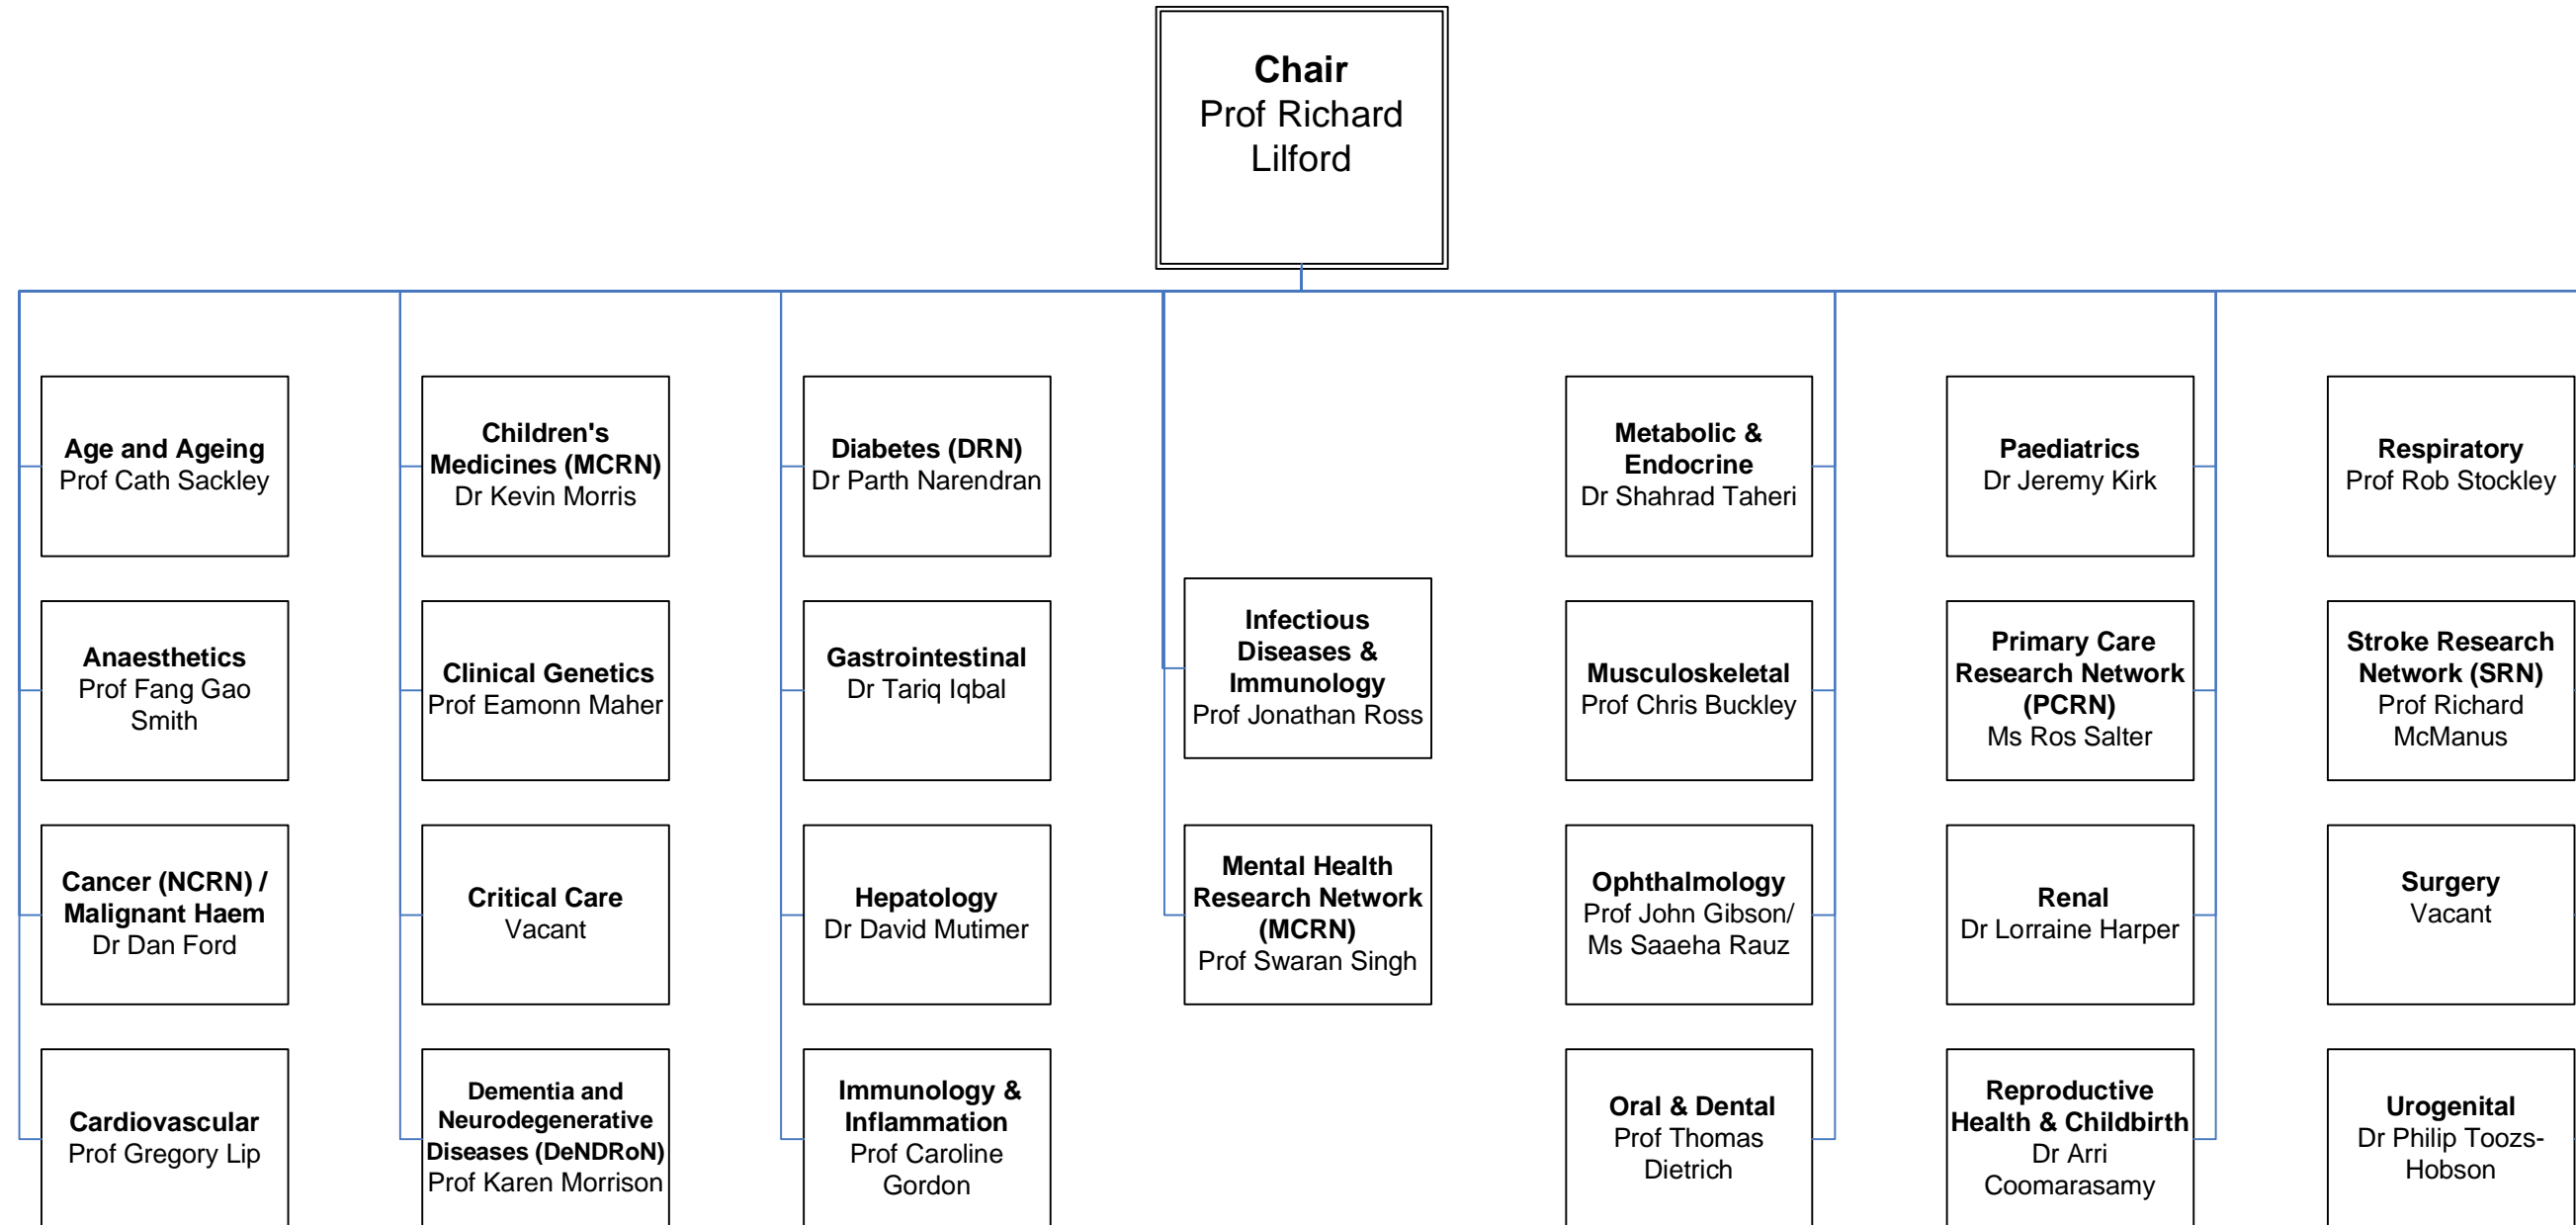 Chair
Prof Richard
Lilford
Age and Ageing
Prof Cath Sackley
Children's
Medicines (MCRN)
Dr Kevin Morris
Diabetes (DRN)
Dr Parth Narendran
Metabolic &
Endocrine
Dr Shahrad Taheri
Paediatrics
Dr Jeremy Kirk
Respiratory
Prof Rob Stockley
Anaesthetics
Prof Fang Gao
Smith
Clinical Genetics
Prof Eamonn Maher
Gastrointestinal
Dr Tariq Iqbal
Infectious
Diseases &
Immunology
Prof Jonathan Ross
Musculoskeletal
Prof Chris Buckley
Primary Care
Research Network
(PCRN)
Ms Ros Salter
Stroke Research
Network (SRN)
Prof Richard
McManus
Cancer (NCRN) /
Malignant Haem
Dr Dan Ford
Critical Care
Vacant
Hepatology
Dr David Mutimer
Mental Health
Research Network
(MCRN)
Prof Swaran Singh
Ophthalmology
Prof John Gibson/
Ms Saaeha Rauz
Renal
Dr Lorraine Harper
Surgery
Vacant
Cardiovascular
Prof Gregory Lip
Dementia and
Neurodegenerative
Diseases (DeNDRoN)
Prof Karen Morrison
Immunology &
Inflammation
Prof Caroline
Gordon
Oral & Dental
Prof Thomas
Dietrich
Reproductive
Health & Childbirth
Dr Arri
Coomarasamy
Urogenital
Dr Philip Toozs-
Hobson